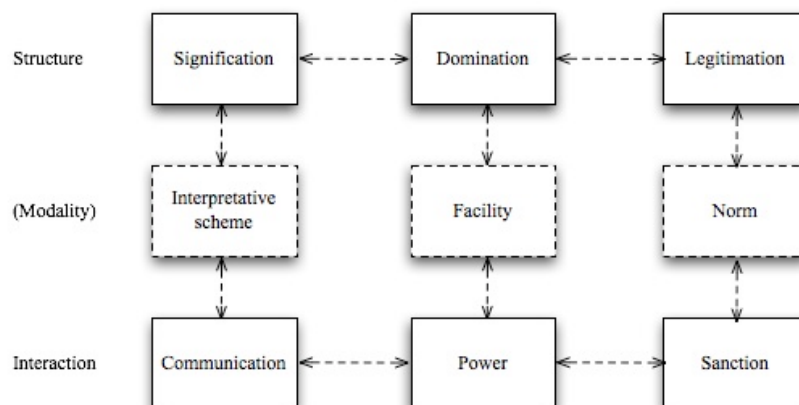 Structure
Signification
Domination
Legitimation
(Modality)
Interpretative
scheme
Facility
Norm
Interaction
Communication
Power
Sanction